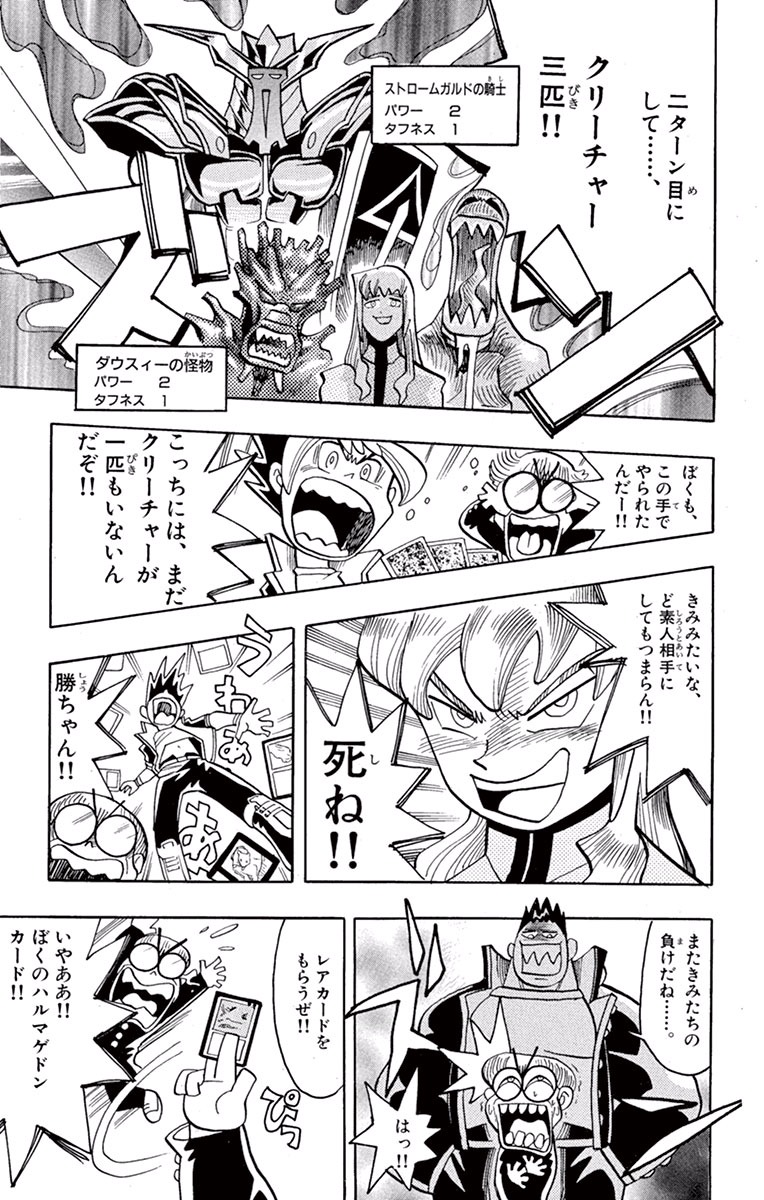 二ターン目に
して……、
クリーチャー
三匹!!
ストロームガルドの騎士
パワー　2
タフネス　1
ダウスィーの怪物
パワー　2
タフネス　1
ぼくも、
この手で
やられた
んだー!!
こっちには、まだ
クリーチャーが
一匹もいないん
だぞ!!
きみみたいな、
ど素人相手に
してもつまらん!!
死ね!!
うわぁぁあ
勝ちゃん!!
またきみたちの
負けだね……。
はっ!!
レアカードを
もらうぜ!!
ぴっ
いやああ!!
ぼくのハルマゲドン
カード!!